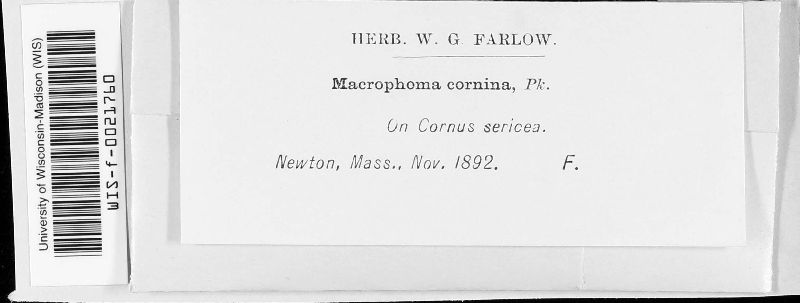 University of Wisconsin-Madison (WIS)
WIS-f-0021760
HERB. W. G. FARLOW.
Macrophoma cornina, Pk.
On Cornus sericea.
Newton, Mass., Nov. 1892. F.